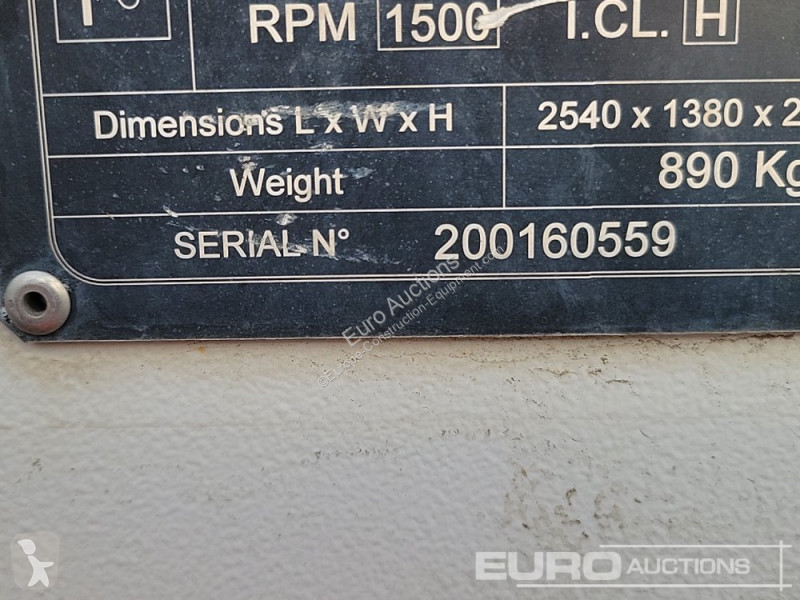 RPM 1500 I.CL. H
Dimensions L x W x H 2540 x 1380 x 2
Weight 890 Kg
SERIAL N° 200160559
Euro Auctions
EURO AUCTIONS